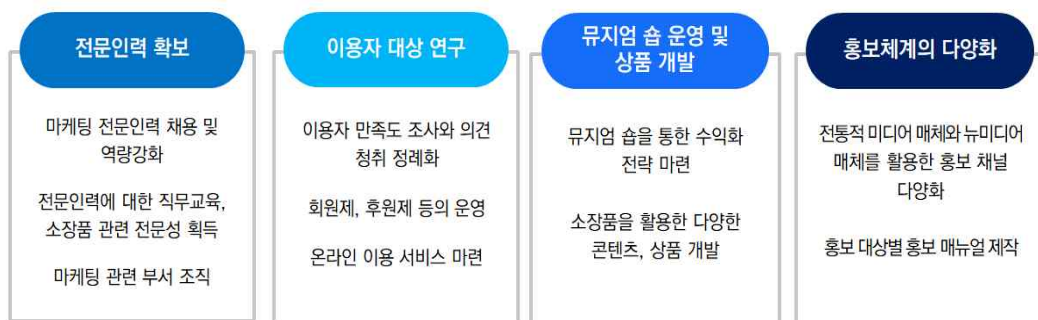 전문인력 확보
마케팅 전문인력 채용 및
역량강화
전문인력에 대한 직무교육,
소장품 관련 전문성 획득
마케팅 관련 부서 조직
이용자 대상 연구
이용자 만족도 조사와 의견
청취 정례화
회원제, 후원제 등의 운영
온라인 이용 서비스 마련
뮤지엄 숍 운영 및
상품 개발
뮤지엄 숍을 통한 수익화
전략 마련
소장품을 활용한 다양한
콘텐츠, 상품 개발
홍보체계의 다양화
전통적 미디어 매체와 뉴미디어
매체를 활용한 홍보 채널
다양화
홍보 대상별 홍보 매뉴얼 제작